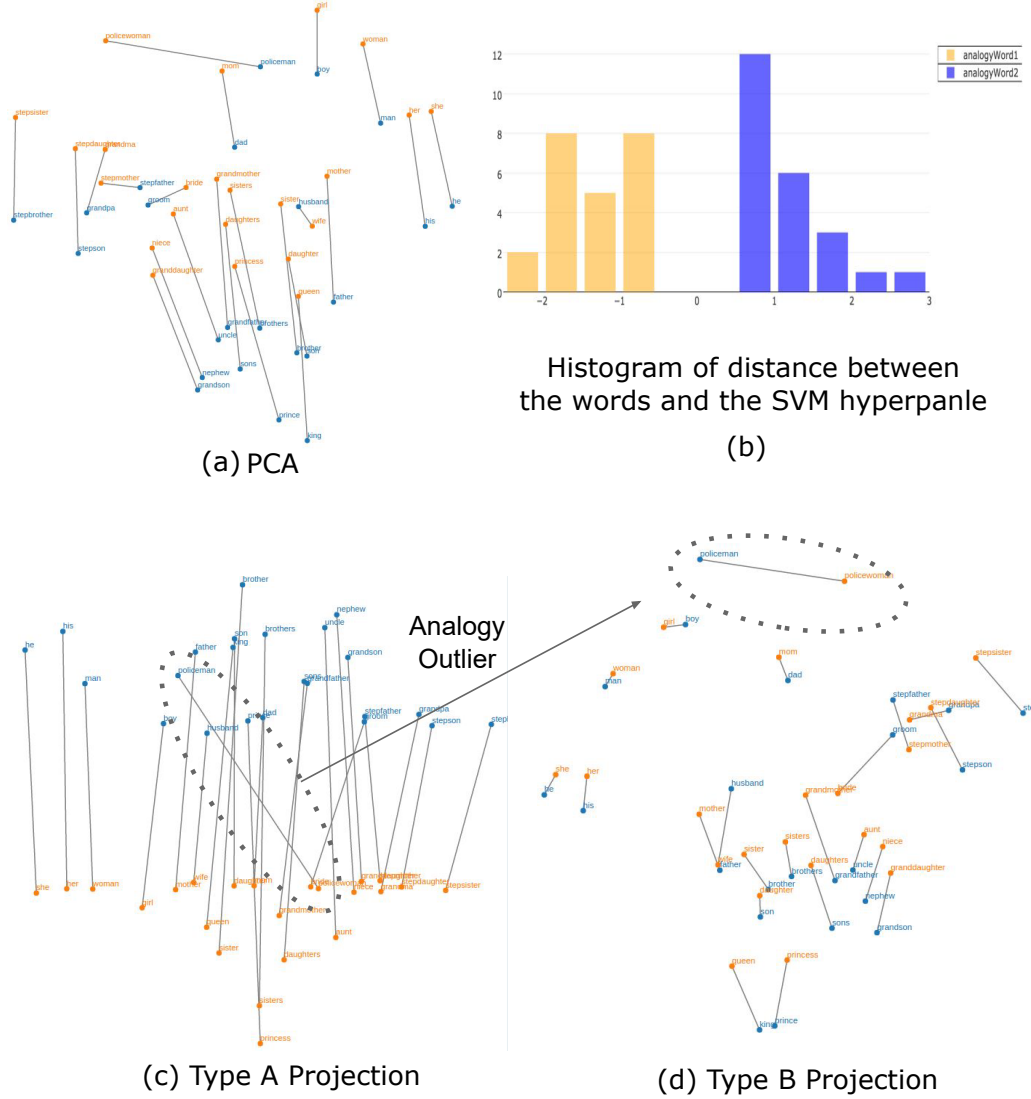 girl
policewoman
woman
policeman
mom
boy
she
her
stepsister
man
dad
stepdaughter
grandma
mother
grandmother
stepmother
stepfather
bride
sisters
groom
sister
husband
he
aunt
grandpa
stepbrother
daughters
wife
his
stepson
niece
daughter
princess
granddaughter
queen
father
grandfather
brothers
uncle
brother
sons
nephew
grandson
prince
king
(a) PCA
analogyWord1
analogyWord2
12
10
8
6
4
2
0
−2
−1
0
1
2
3
Histogram of distance between
the words and the SVM hyperpanle
(b)
brother
nephew
his
son
brothers
uncle
he
father
king
grandson
policeman
sons
grandfather
man
boy
dad
stepfather
grandpa
husband
groom
stepson
Analogy
Outlier
she
her
woman
mother
wife
daughter
bride
policewoman
niece
grandma
stepdaughter
stepsister
girl
grandmother
queen
aunt
sister
daughters
sisters
princess
(c) Type A Projection
policeman
policewoman
girl
boy
mom
stepsister
woman
dad
man
stepfather
stepdaughter
grandma
grandpa
groom
stepmother
she
her
stepson
husband
he
grandmother
bride
his
mother
sisters
aunt
niece
sister
wife
father
daughters
uncle
granddaughter
brothers
grandfather
brother
daughter
nephew
son
sons
grandson
queen
princess
king
prince
(d) Type B Projection